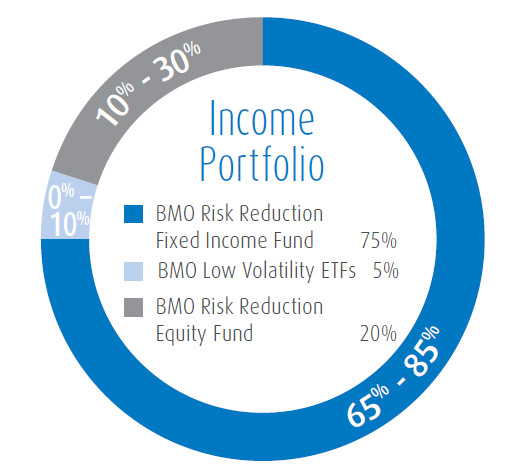 10% - 30%
0% –
10%
Income
Portfolio
BMO Risk Reduction
Fixed Income Fund 75%
BMO Low Volatility ETFs 5%
BMO Risk Reduction
Equity Fund 20%
65% - 85%